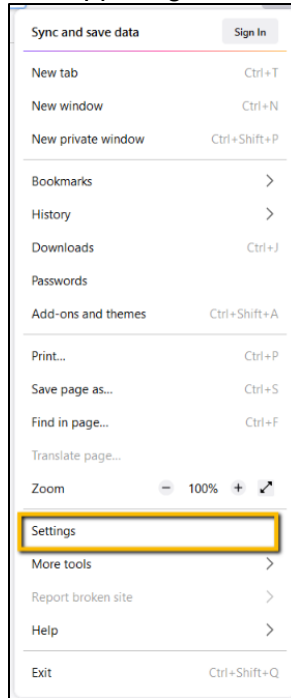 Sync and save data Sign In
New tab Ctrl+T
New window Ctrl+N
New private window Ctrl+Shift+P
Bookmarks
History
Downloads Ctrl+J
Passwords
Add-ons and themes Ctrl+Shift+A
Print... Ctrl+P
Save page as... Ctrl+S
Find in page... Ctrl+F
Translate page...
Zoom − 100% +
Settings
More tools
Report broken site
Help
Exit Ctrl+Shift+Q